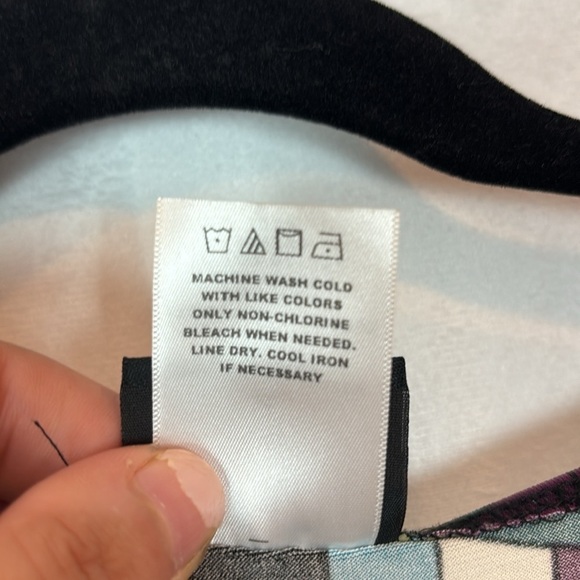 MACHINE WASH COLD
WITH LIKE COLORS
ONLY NON-CHLORINE
BLEACH WHEN NEEDED.
LINE DRY. COOL IRON
IF NECESSARY